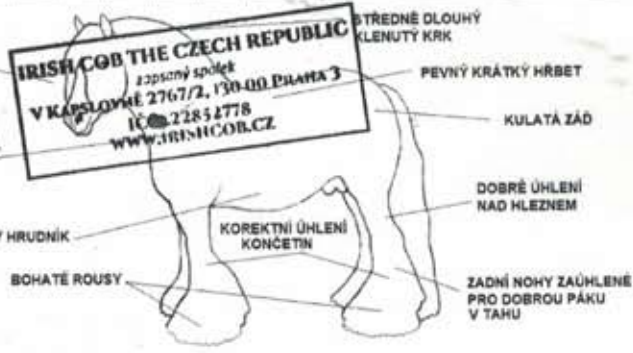 STŘEDNĚ DLOUHÝ
KLENUTÝ KRK
IRISH COB THE CZECH REPUBLIC
zapsaný spolek
V KAPSLOVNĚ 2767/2, 130 00 PRAHA 3
22852778
WWW.IRISHCOB.CZ
PEVNÝ KRÁTKÝ HŘBET
KULATÁ ZÁĎ
DOBRÉ ÚHLENÍ
NAD HLEZNEM
HRUDNÍK
KOREKTNÍ ÚHLENÍ
KONČETIN
BOHATÉ ROUSY
ZADNÍ NOHY ZAÚHLENÉ
PRO DOBROU PÁKU
V TAHU